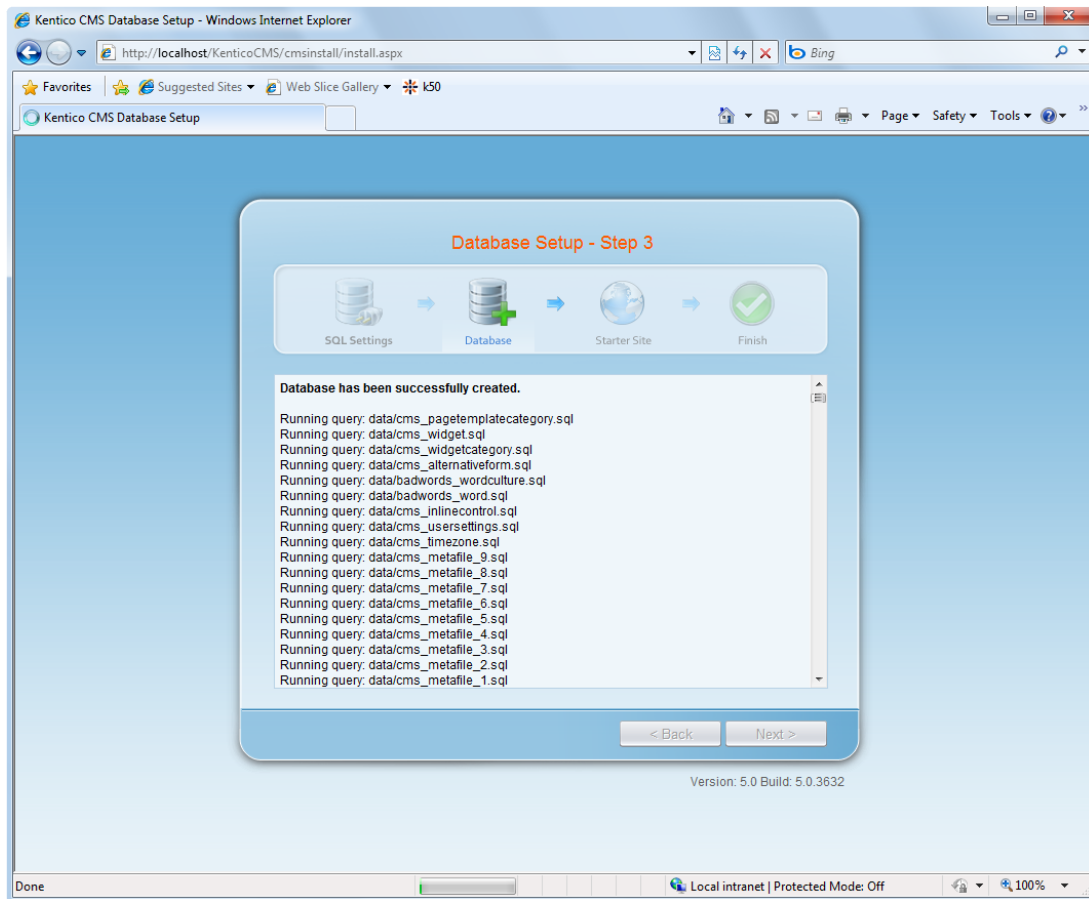 Kentico CMS Database Setup - Windows Internet Explorer
http://localhost/KenticoCMS/cmsinstall/install.aspx
Bing
Favorites
Suggested Sites
Web Slice Gallery
k50
Kentico CMS Database Setup
Page
Safety
Tools
Database Setup - Step 3
SQL Settings
Database
Starter Site
Finish
Database has been successfully created.
Running query: data/cms_pagetemplatecategory.sql
Running query: data/cms_widget.sql
Running query: data/cms_widgetcategory.sql
Running query: data/cms_alternativeform.sql
Running query: data/badwords_wordculture.sql
Running query: data/badwords_word.sql
Running query: data/cms_inlinecontrol.sql
Running query: data/cms_usersettings.sql
Running query: data/cms_timezone.sql
Running query: data/cms_metafile_9.sql
Running query: data/cms_metafile_8.sql
Running query: data/cms_metafile_7.sql
Running query: data/cms_metafile_6.sql
Running query: data/cms_metafile_5.sql
Running query: data/cms_metafile_4.sql
Running query: data/cms_metafile_3.sql
Running query: data/cms_metafile_2.sql
Running query: data/cms_metafile_1.sql
< Back
Next >
Version: 5.0 Build: 5.0.3632
Done
Local intranet | Protected Mode: Off
100%